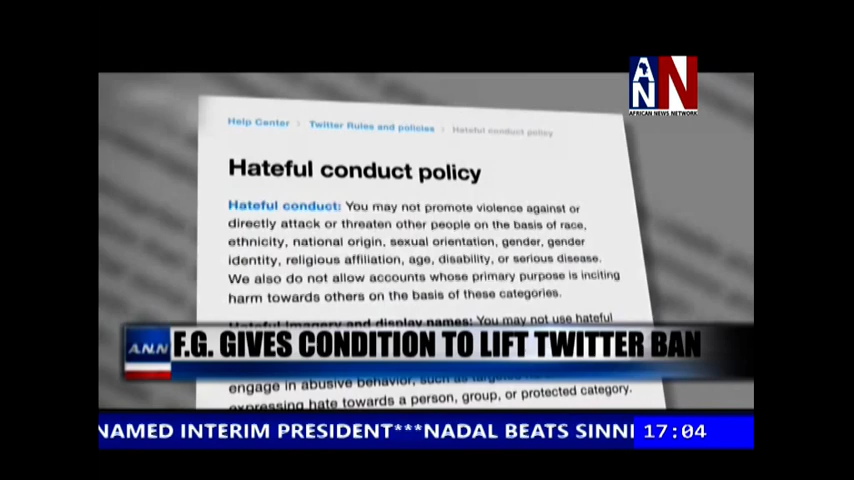 ANN
AFRICAN NEWS NETWORK
Help Center > Twitter Rules and policies > Hateful conduct policy
Hateful conduct policy
Hateful conduct: You may not promote violence against or
directly attack or threaten other people on the basis of race,
ethnicity, national origin, sexual orientation, gender, gender
identity, religious affiliation, age, disability, or serious disease.
We also do not allow accounts whose primary purpose is inciting
harm towards others on the basis of these categories.
Hateful imagery and display names: You may not use hateful
A.N.N F.G. GIVES CONDITION TO LIFT TWITTER BAN
engage in abusive behavior, such as
expressing hate towards a person, group, or protected category.
NAMED INTERIM PRESIDENT***NADAL BEATS SINNI
17:04